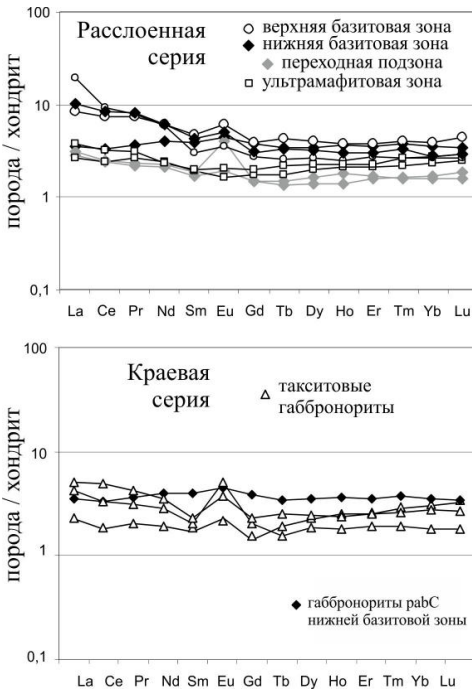 100
10
1
0,1
порода / хондрит
Расслоенная
серия
верхняя базитовая зона
нижняя базитовая зона
переходная подзона
ультрамафитовая зона
La Ce Pr Nd Sm Eu Gd Tb Dy Ho Er Tm Yb Lu
100
10
1
0,1
порода / хондрит
Краевая
серия
такситовые
габбронориты
габбронориты pabC
нижней базитовой зоны
La Ce Pr Nd Sm Eu Gd Tb Dy Ho Er Tm Yb Lu